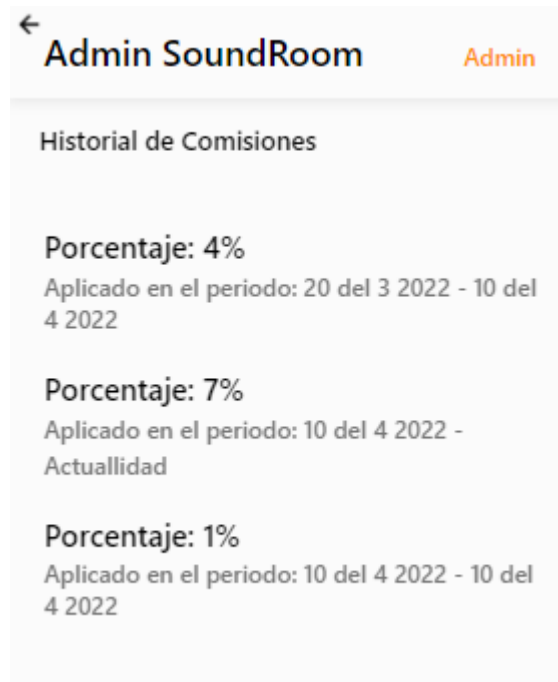 Admin SoundRoom
Admin
Historial de Comisiones
Porcentaje: 4%
Aplicado en el periodo: 20 del 3 2022 - 10 del
4 2022
Porcentaje: 7%
Aplicado en el periodo: 10 del 4 2022 -
Actuallidad
Porcentaje: 1%
Aplicado en el periodo: 10 del 4 2022 - 10 del
4 2022